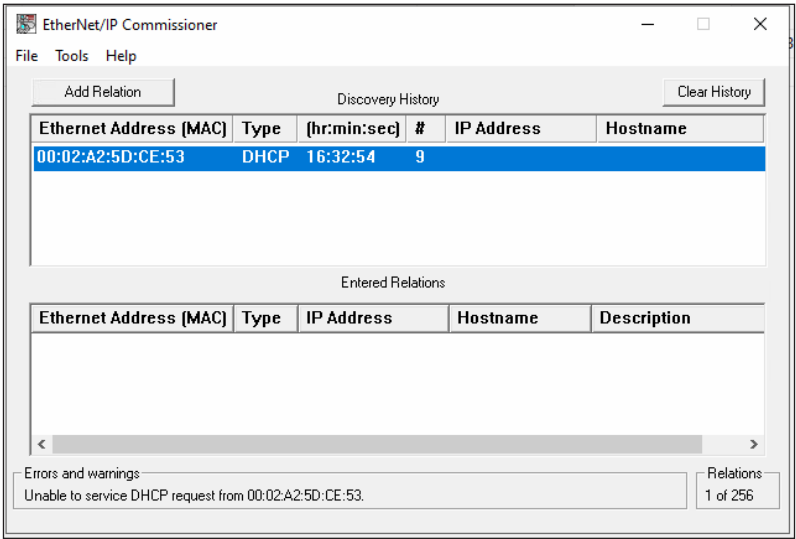 EtherNet/IP Commissioner
File Tools Help
Add Relation
Discovery History
Clear History
Ethernet Address (MAC) Type (hr:min:sec) # IP Address Hostname
00:02:A2:5D:CE:53 DHCP 16:32:54 9
Entered Relations
Ethernet Address (MAC) Type IP Address Hostname Description
Errors and warnings
Unable to service DHCP request from 00:02:A2:5D:CE:53.
Relations
1 of 256